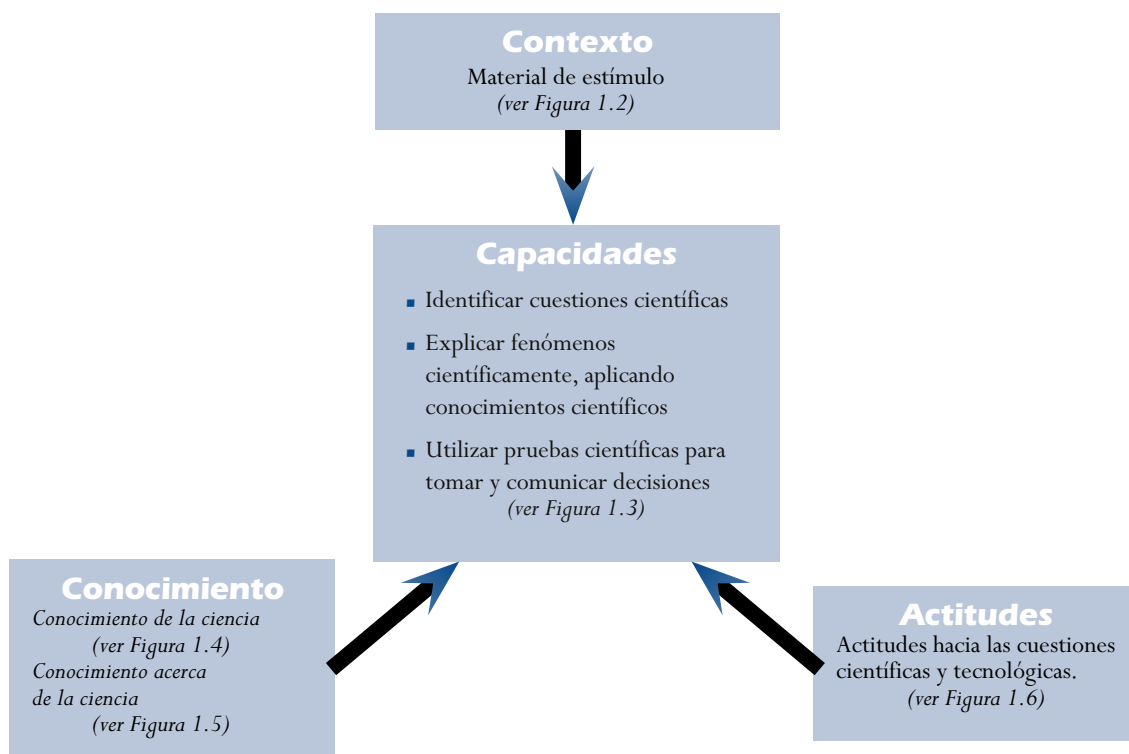 Contexto
Material de estímulo
(ver Figura 1.2)
Capacidades
▪ Identificar cuestiones científicas
▪ Explicar fenómenos
científicamente, aplicando
conocimientos científicos
▪ Utilizar pruebas científicas para
tomar y comunicar decisiones
(ver Figura 1.3)
Conocimiento
Conocimiento de la ciencia
(ver Figura 1.4)
Conocimiento acerca
de la ciencia
(ver Figura 1.5)
Actitudes
Actitudes hacia las cuestiones
científicas y tecnológicas.
(ver Figura 1.6)